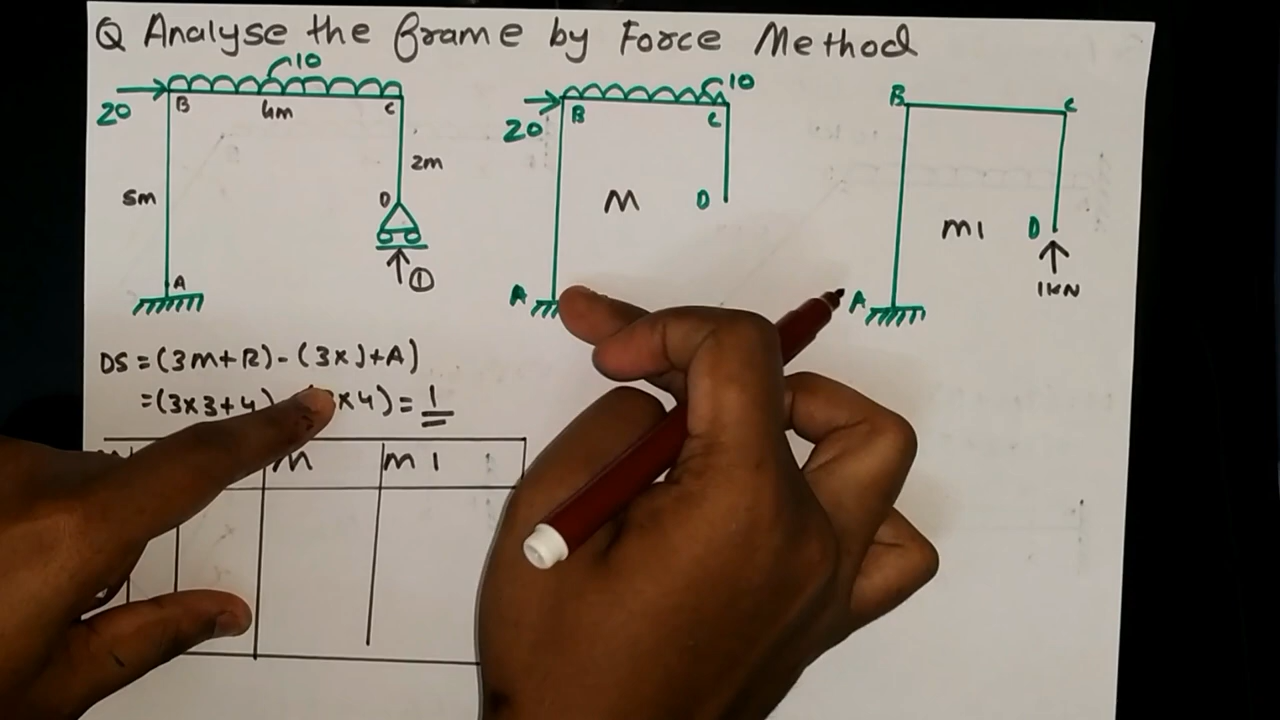 Q Analyse the frame by Force Method
10
20
B
4m
C
2m
5m
D
A
①
10
20
B
C
M
D
A
B
C
m1
D
1KN
A
DS = (3m+R) - (3xJ+A)
=(3x3+4) x4) = 1
M
m1